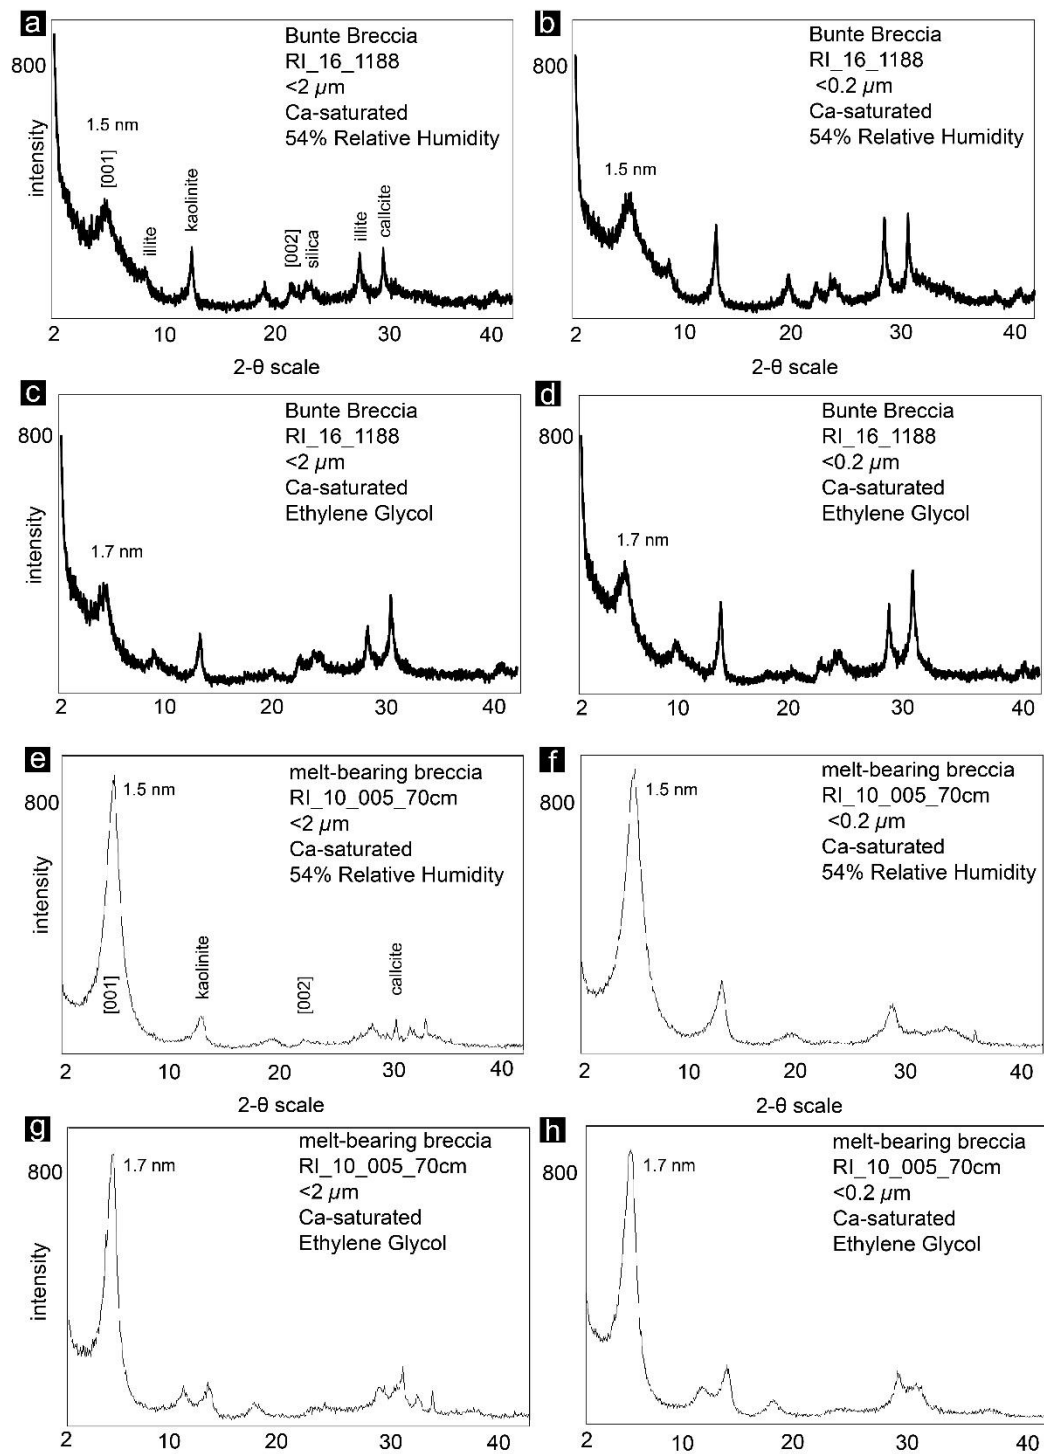 a
Bunte Breccia
RI_16_1188
<2 µm
Ca-saturated
54% Relative Humidity
800
1.5 nm
intensity
[001]
illite
kaolinite
[002]
silica
illite
callcite
2 10 20 30 40
2-θ scale
b
Bunte Breccia
RI_16_1188
<0.2 µm
Ca-saturated
54% Relative Humidity
800
1.5 nm
2 10 20 30 40
2-θ scale
c
Bunte Breccia
RI_16_1188
<2 µm
Ca-saturated
Ethylene Glycol
800
1.7 nm
intensity
2 10 20 30 40
d
Bunte Breccia
RI_16_1188
<0.2 µm
Ca-saturated
Ethylene Glycol
800
1.7 nm
2 10 20 30 40
e
melt-bearing breccia
RI_10_005_70cm
<2 µm
Ca-saturated
54% Relative Humidity
800
1.5 nm
intensity
[001]
kaolinite
[002]
callcite
2 10 20 30 40
2-θ scale
f
melt-bearing breccia
RI_10_005_70cm
<0.2 µm
Ca-saturated
54% Relative Humidity
800
1.5 nm
2 10 20 30 40
2-θ scale
g
melt-bearing breccia
RI_10_005_70cm
<2 µm
Ca-saturated
Ethylene Glycol
800
1.7 nm
intensity
2 10 20 30 40
h
melt-bearing breccia
RI_10_005_70cm
<0.2 µm
Ca-saturated
Ethylene Glycol
800
1.7 nm
2 10 20 30 40